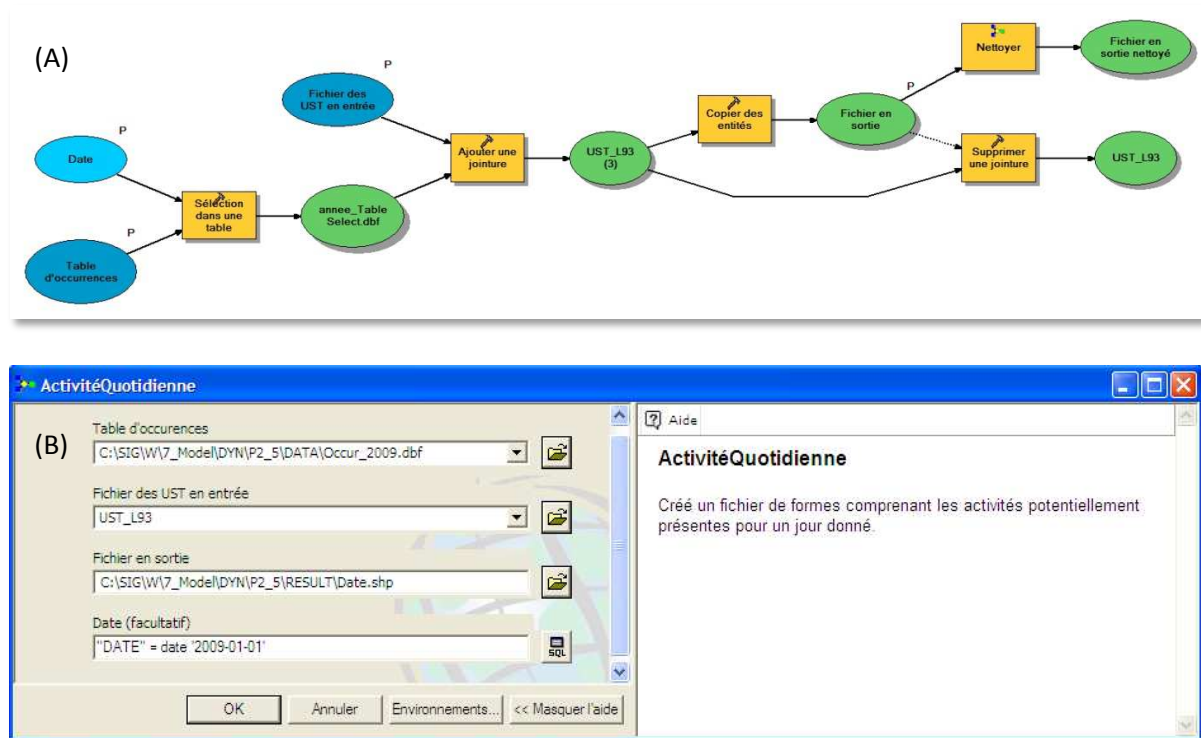 (A)
P
Date
P
Table
d'occurrences
Sélection
dans une
table
annee_Table
Select.dbf
P
Fichier des
UST en entrée
Ajouter une
jointure
UST_L93
(3)
Copier des
entités
Fichier en
sortie
P
Nettoyer
Fichier en
sortie nettoyé
Supprimer
une jointure
UST_L93
ActivitéQuotidienne
(B)
Table d'occurences
C:\SIG\W\7_Model\DYN\P2_5\DATA\Occur_2009.dbf
Fichier des UST en entrée
UST_L93
Fichier en sortie
C:\SIG\W\7_Model\DYN\P2_5\RESULT\Date.shp
Date (facultatif)
"DATE" = date '2009-01-01'
SQL
OK
Annuler
Environnements...
<< Masquer l'aide
Aide
ActivitéQuotidienne
Créé un fichier de formes comprenant les activités potentiellement
présentes pour un jour donné.